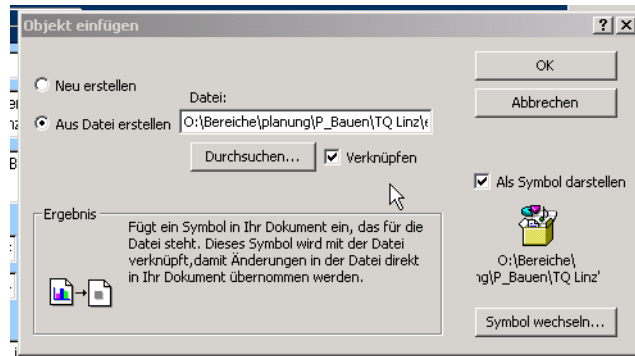 Objekt einfügen
Neu erstellen
Aus Datei erstellen
Datei:
O:\Bereiche\planung\P_Bauen\TQ Linz\e
Durchsuchen...
Verknüpfen
OK
Abbrechen
Als Symbol darstellen
O:\Bereiche\
ng\P_Bauen\TQ Linz'
Symbol wechseln...
Ergebnis
Fügt ein Symbol in Ihr Dokument ein, das für die
Datei steht. Dieses Symbol wird mit der Datei
verknüpft,damit Änderungen in der Datei direkt
in Ihr Dokument übernommen werden.